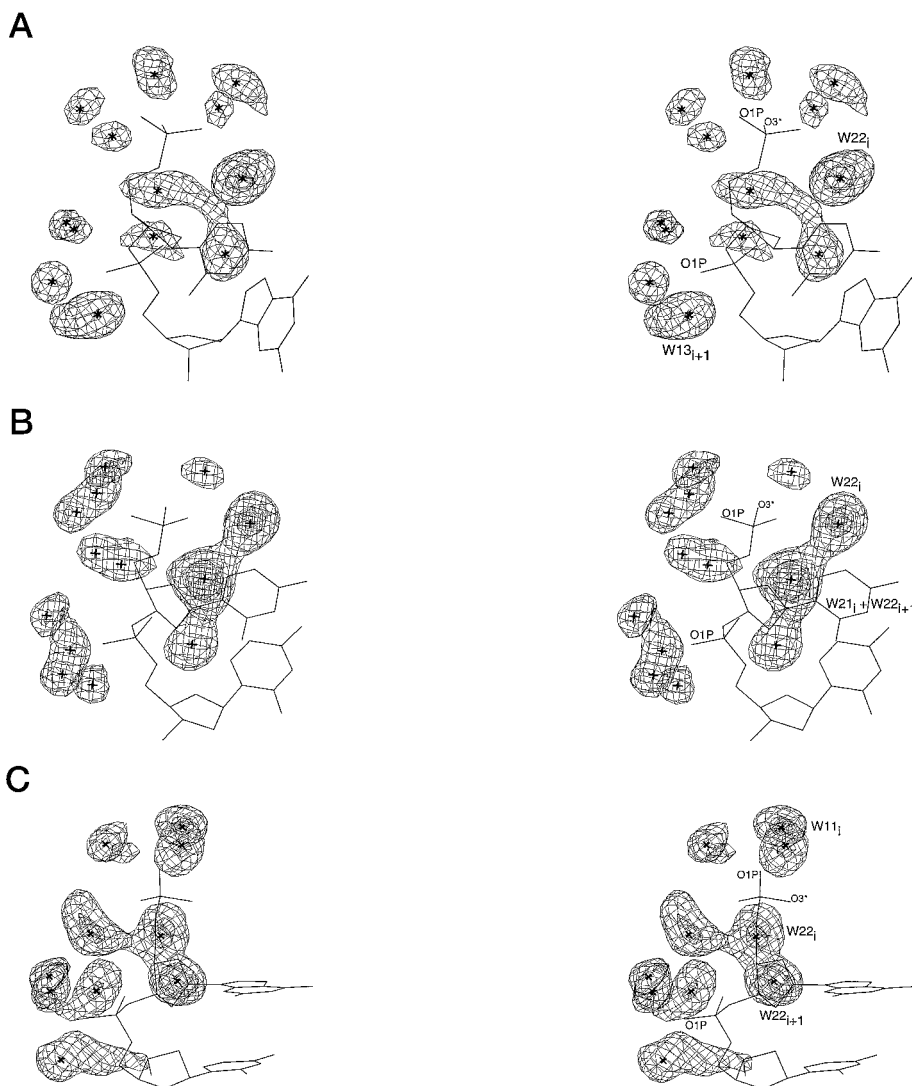 A
O1P
O3*
W22i
O1P
W13i+1
B
W22i
O1P
O3*
W21i + W22i+1
O1P
C
W11i
O1P
O3*
W22i
W22i+1
O1P